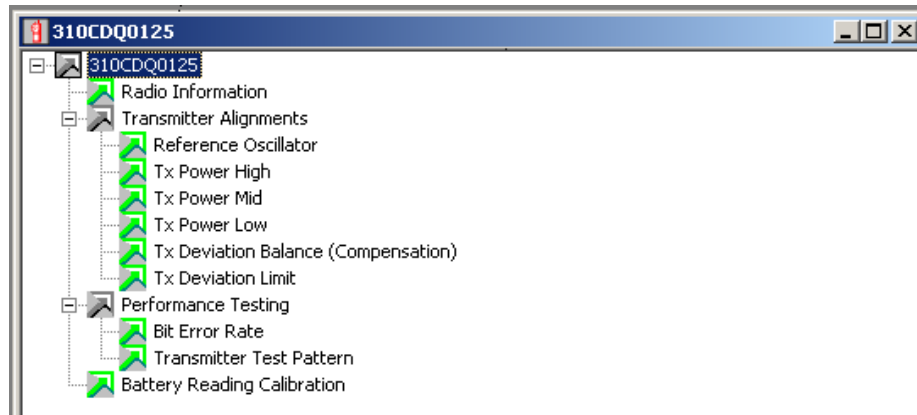 310CDQ0125
310CDQ0125
Radio Information
Transmitter Alignments
Reference Oscillator
Tx Power High
Tx Power Mid
Tx Power Low
Tx Deviation Balance (Compensation)
Tx Deviation Limit
Performance Testing
Bit Error Rate
Transmitter Test Pattern
Battery Reading Calibration